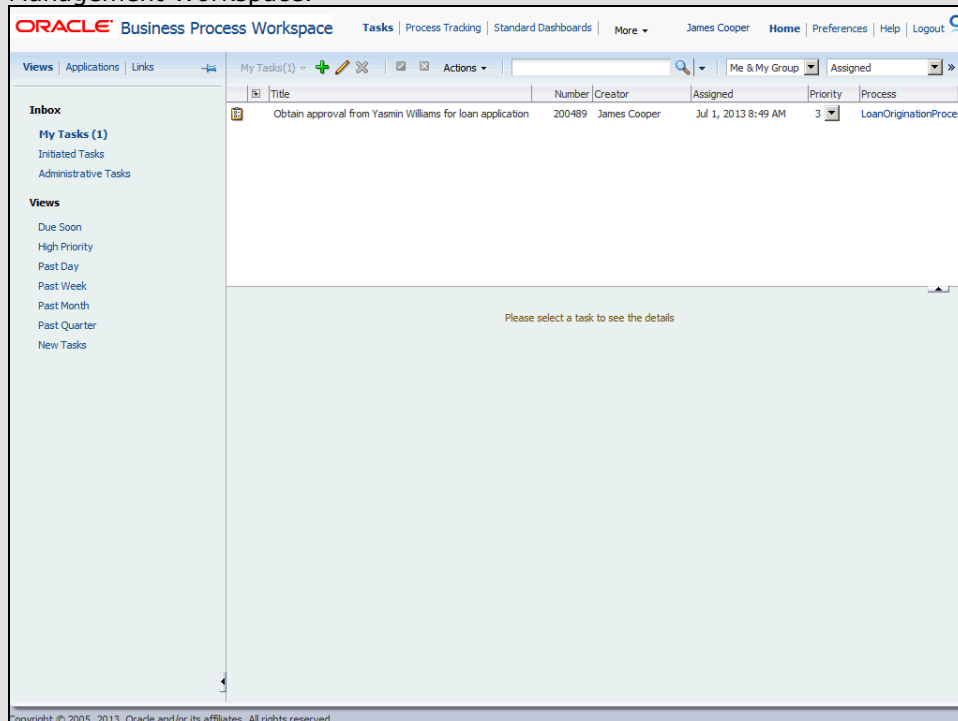 Management Workspace.
ORACLE Business Process Workspace Tasks Process Tracking Standard Dashboards More James Cooper Home Preferences Help Logout
Views Applications Links My Tasks(1) Actions Me & My Group Assigned »
Title Number Creator Assigned Priority Process
Obtain approval from Yasmin Williams for loan application 200489 James Cooper Jul 1, 2013 8:49 AM 3 LoanOriginationProce
Inbox
My Tasks (1)
Initiated Tasks
Administrative Tasks
Views
Due Soon
High Priority
Past Day
Past Week
Past Month
Please select a task to see the details
Past Quarter
New Tasks
Copyright © 2005, 2013, Oracle and/or its affiliates. All rights reserved.